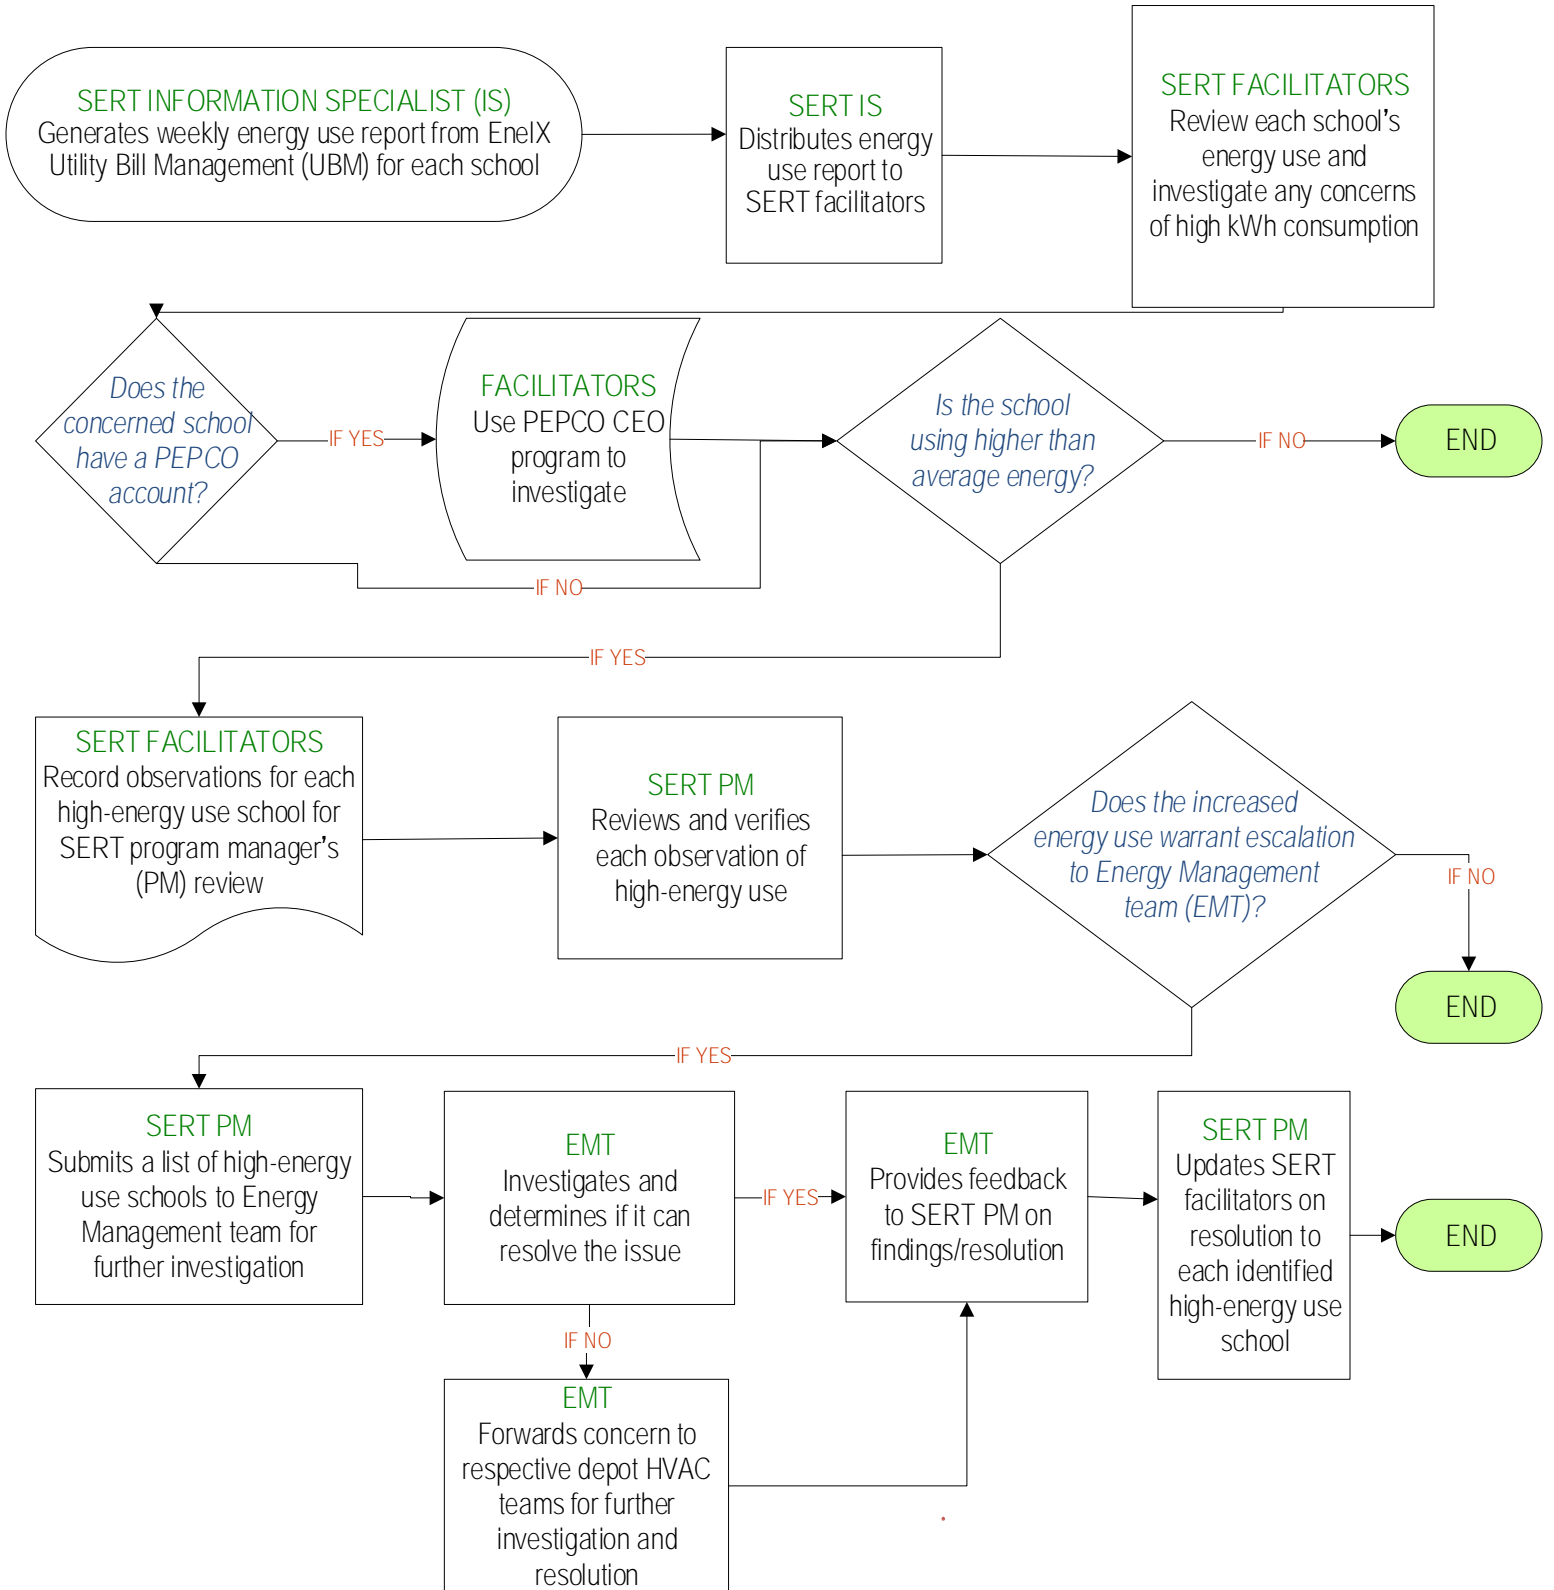 SERT INFORMATION SPECIALIST (IS)
Generates weekly energy use report from EnelX
Utility Bill Management (UBM) for each school
SERT IS
Distributes energy
use report to
SERT facilitators
SERT FACILITATORS
Review each school's
energy use and
investigate any concerns
of high kWh consumption
Does the
concerned school
have a PEPCO
account?
IF YES
FACILITATORS
Use PEPCO CEO
program to
investigate
IF NO
Is the school
using higher than
average energy?
IF NO
END
IF YES
SERT FACILITATORS
Record observations for each
high-energy use school for
SERT program manager's
(PM) review
SERT PM
Reviews and verifies
each observation of
high-energy use
Does the increased
energy use warrant escalation
to Energy Management
team (EMT)?
IF NO
END
IF YES
SERT PM
Submits a list of high-energy
use schools to Energy
Management team for
further investigation
EMT
Investigates and
determines if it can
resolve the issue
IF YES
EMT
Provides feedback
to SERT PM on
findings/resolution
SERT PM
Updates SERT
facilitators on
resolution to
each identified
high-energy use
school
END
IF NO
EMT
Forwards concern to
respective depot HVAC
teams for further
investigation and
resolution